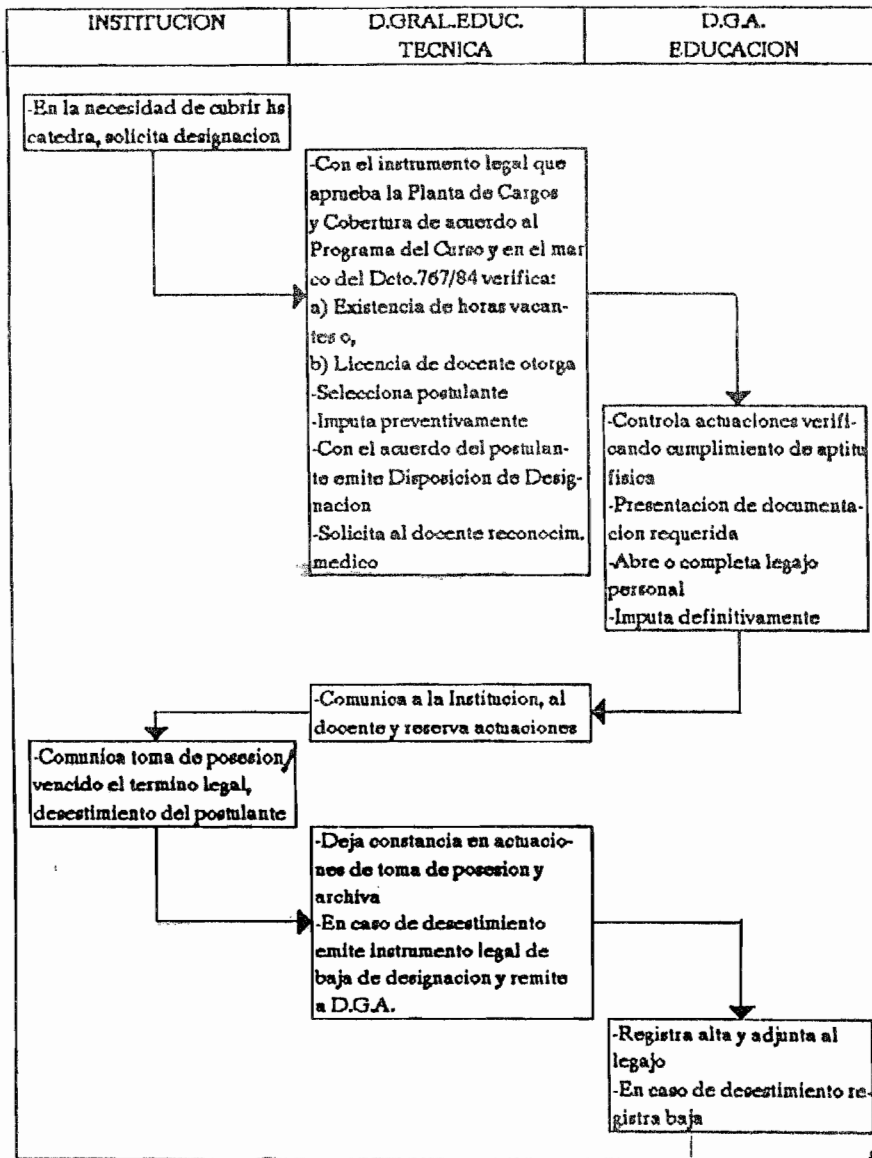 INSTITUCION
D.GRAL.EDUC.
TECNICA
D.G.A.
EDUCACION
-En la necesidad de cubrir hs
catedra, solicita designacion
-Con el instrumento legal que
aprueba la Planta de Cargos
y Cobertura de acuerdo al
Programa del Curso y en el mar
co del Dcto.767/84 verifica:
a) Existencia de horas vacan-
tes o,
b) Licencia de docente otorga
-Selecciona postulante
-Imputa preventivamente
-Con el acuerdo del postulan-
te emite Disposicion de Desig-
nacion
-Solicita al docente reconocim.
medico
-Controla actuaciones verifi-
cando cumplimiento de aptitu
fisica
-Presentacion de documenta-
cion requerida
-Abre o completa legajo
personal
-Imputa definitivamente
-Comunica a la Institucion, al
docente y reserva actuaciones
-Comunica toma de posesion/
vencido el termino legal,
desestimiento del postulante
-Deja constancia en actuacio-
nes de toma de posesion y
archiva
-En caso de desestimiento
emite instrumento legal de
baja de designacion y remite
a D.G.A.
-Registra alta y adjunta al
legajo
-En caso de desestimiento re-
gistra baja